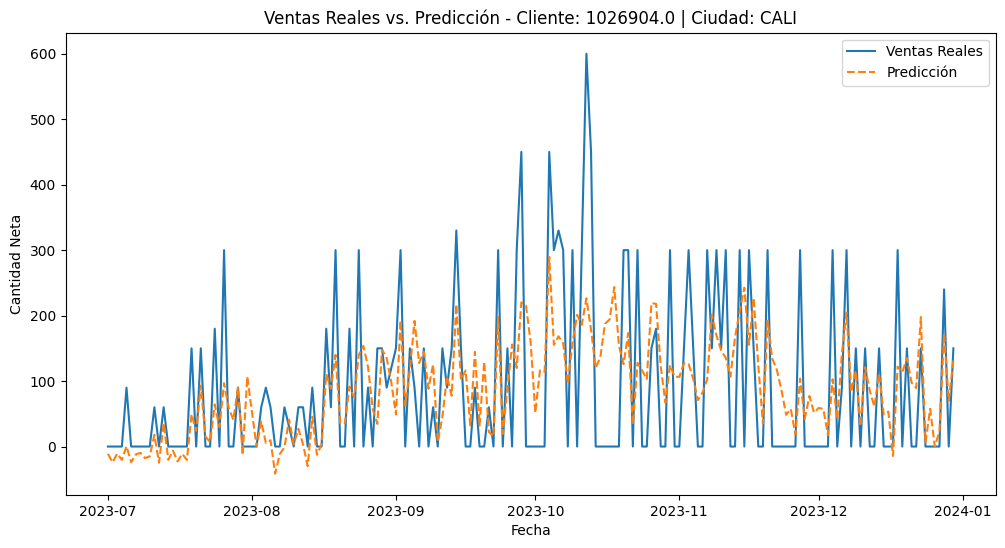 Ventas Reales vs. Predicción - Cliente: 1026904.0 | Ciudad: CALI
Ventas Reales
Predicción
600
500
400
300
200
100
0
Cantidad Neta
2023-07
2023-08
2023-09
2023-10
2023-11
2023-12
2024-01
Fecha